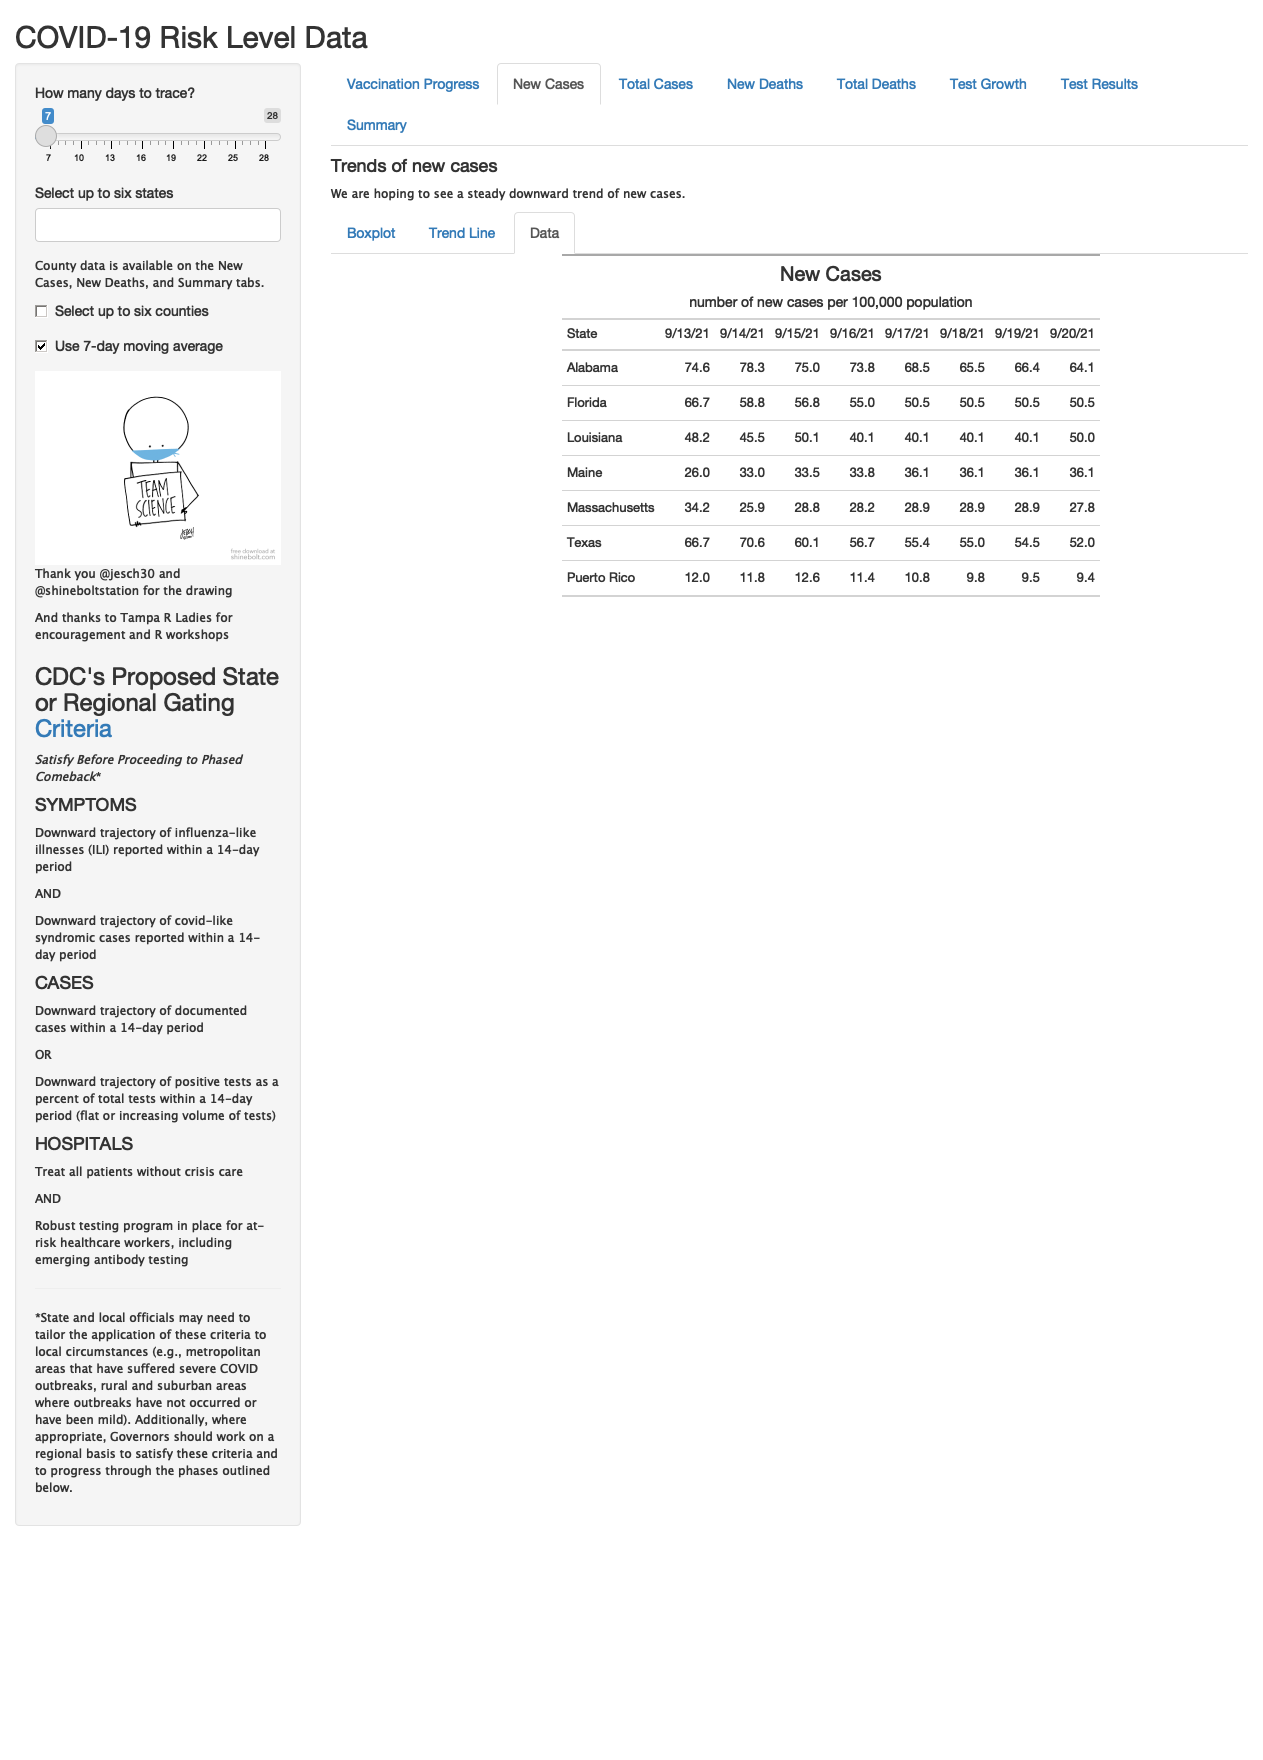 COVID-19 Risk Level Data
How many days to trace?
7 28
7 10 13 16 19 22 25 28
Select up to six states
County data is available on the New
Cases, New Deaths, and Summary tabs.
Select up to six counties
Use 7-day moving average
TEAM
SCIENCE
free download at
shinebolt.com
Thank you @jesch30 and
@shineboltstation for the drawing
And thanks to Tampa R Ladies for
encouragement and R workshops
CDC's Proposed State
or Regional Gating
Criteria
Satisfy Before Proceeding to Phased
Comeback*
SYMPTOMS
Downward trajectory of influenza-like
illnesses (ILI) reported within a 14-day
period
AND
Downward trajectory of covid-like
syndromic cases reported within a 14-
day period
CASES
Downward trajectory of documented
cases within a 14-day period
OR
Downward trajectory of positive tests as a
percent of total tests within a 14-day
period (flat or increasing volume of tests)
HOSPITALS
Treat all patients without crisis care
AND
Robust testing program in place for at-
risk healthcare workers, including
emerging antibody testing
*State and local officials may need to
tailor the application of these criteria to
local circumstances (e.g., metropolitan
areas that have suffered severe COVID
outbreaks, rural and suburban areas
where outbreaks have not occurred or
have been mild). Additionally, where
appropriate, Governors should work on a
regional basis to satisfy these criteria and
to progress through the phases outlined
below.
Vaccination Progress New Cases Total Cases New Deaths Total Deaths Test Growth Test Results
Summary
Trends of new cases
We are hoping to see a steady downward trend of new cases.
Boxplot Trend Line Data
New Cases
number of new cases per 100,000 population
State 9/13/21 9/14/21 9/15/21 9/16/21 9/17/21 9/18/21 9/19/21 9/20/21
Alabama 74.6 78.3 75.0 73.8 68.5 65.5 66.4 64.1
Florida 66.7 58.8 56.8 55.0 50.5 50.5 50.5 50.5
Louisiana 48.2 45.5 50.1 40.1 40.1 40.1 40.1 50.0
Maine 26.0 33.0 33.5 33.8 36.1 36.1 36.1 36.1
Massachusetts 34.2 25.9 28.8 28.2 28.9 28.9 28.9 27.8
Texas 66.7 70.6 60.1 56.7 55.4 55.0 54.5 52.0
Puerto Rico 12.0 11.8 12.6 11.4 10.8 9.8 9.5 9.4